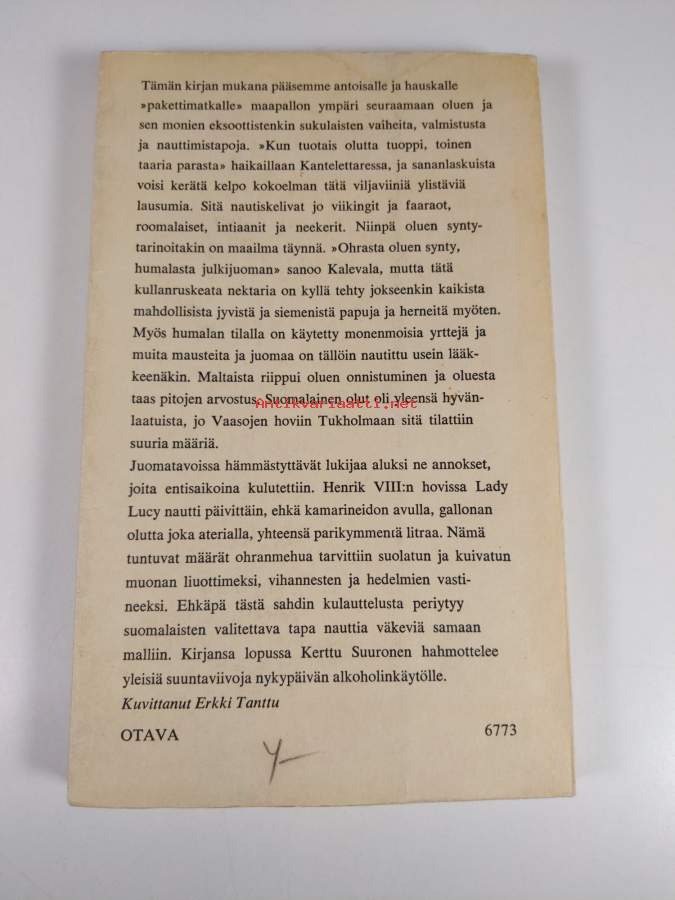 Tämän kirjan mukana pääsemme antoisalle ja hauskalle
»pakettimatkalle» maapallon ympäri seuraamaan oluen ja
sen monien eksoottistenkin sukulaisten vaiheita, valmistusta
ja nauttimistapoja. »Kun tuotais olutta tuoppi, toinen
taaria parasta» haikaillaan Kantelettaressa, ja sananlaskuista
voisi kerätä kelpo kokoelman tätä viljaviiniä ylistäviä
lausumia. Sitä nautiskelivat jo viikingit ja faaraot,
roomalaiset, intiaanit ja neekerit. Niinpä oluen synty-
tarinoitakin on maailma täynnä. »Ohrasta oluen synty,
humalasta julkijuoman» sanoo Kalevala, mutta tätä
kullanruskeata nektaria on kyllä tehty jokseenkin kaikista
mahdollisista jyvistä ja siemenistä papuja ja herneitä myöten.
Myös humalan tilalla on käytetty monenmoisia yrttejä ja
muita mausteita ja juomaa on tällöin nautittu usein lääk-
keenäkin. Maltaista riippui oluen onnistuminen ja oluesta
taas pitojen arvostus. Suomalainen olut oli yleensä hyvän-
Antikvariaatti.net
laatuista, jo Vaasojen hoviin Tukholmaan sitä tilattiin
suuria määriä.
Juomatavoissa hämmästyttävät lukijaa aluksi ne annokset,
joita entisaikoina kulutettiin. Henrik VIII:n hovissa Lady
Lucy nautti päivittäin, ehkä kamarineidon avulla, gallonan
olutta joka aterialla, yhteensä parikymmentä litraa. Nämä
tuntuvat määrät ohranmehua tarvittiin suolatun ja kuivatun
muonan liuottimeksi, vihannesten ja hedelmien vasti-
neeksi. Ehkäpä tästä sahdin kulauttelusta periytyy
suomalaisten valitettava tapa nauttia väkeviä samaan
malliin. Kirjansa lopussa Kerttu Suuronen hahmottelee
yleisiä suuntaviivoja nykypäivän alkoholinkäytölle.
Kuvittanut Erkki Tanttu
OTAVA 6773